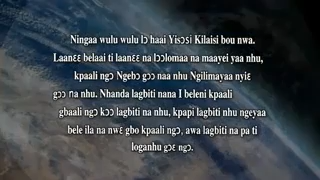 Ningaa wulu wulu lɔ haai Yisɔsi Kilaisi bou nwa.
Laanɛɛ belaai ti laanɛɛ na lɔolomaa na maayei yaa nhu,
kpaali ngɔ Ngebɔ gɔɔ naa nhu Ngilimayaa nyiɛ
gɔɔ na nhu. Nhanda lagbiti nana I beleni kpaali
gbaali ngɔ kɔɔ lagbiti na nhu, kpapi lagbiti nhu ngeyaa
bele ila na nwɛ gbo kpaali ngɔ, awa lagbiti na pa ti
loganhu gɔɛ ngɔ.